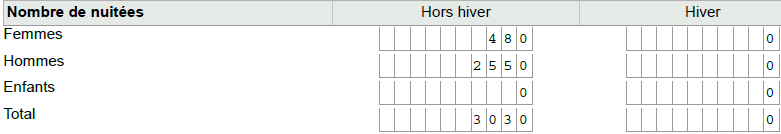 Nombre de nuitées Hors hiver Hiver
Femmes 480 0
Hommes 2550 0
Enfants 0 0
Total 3030 0